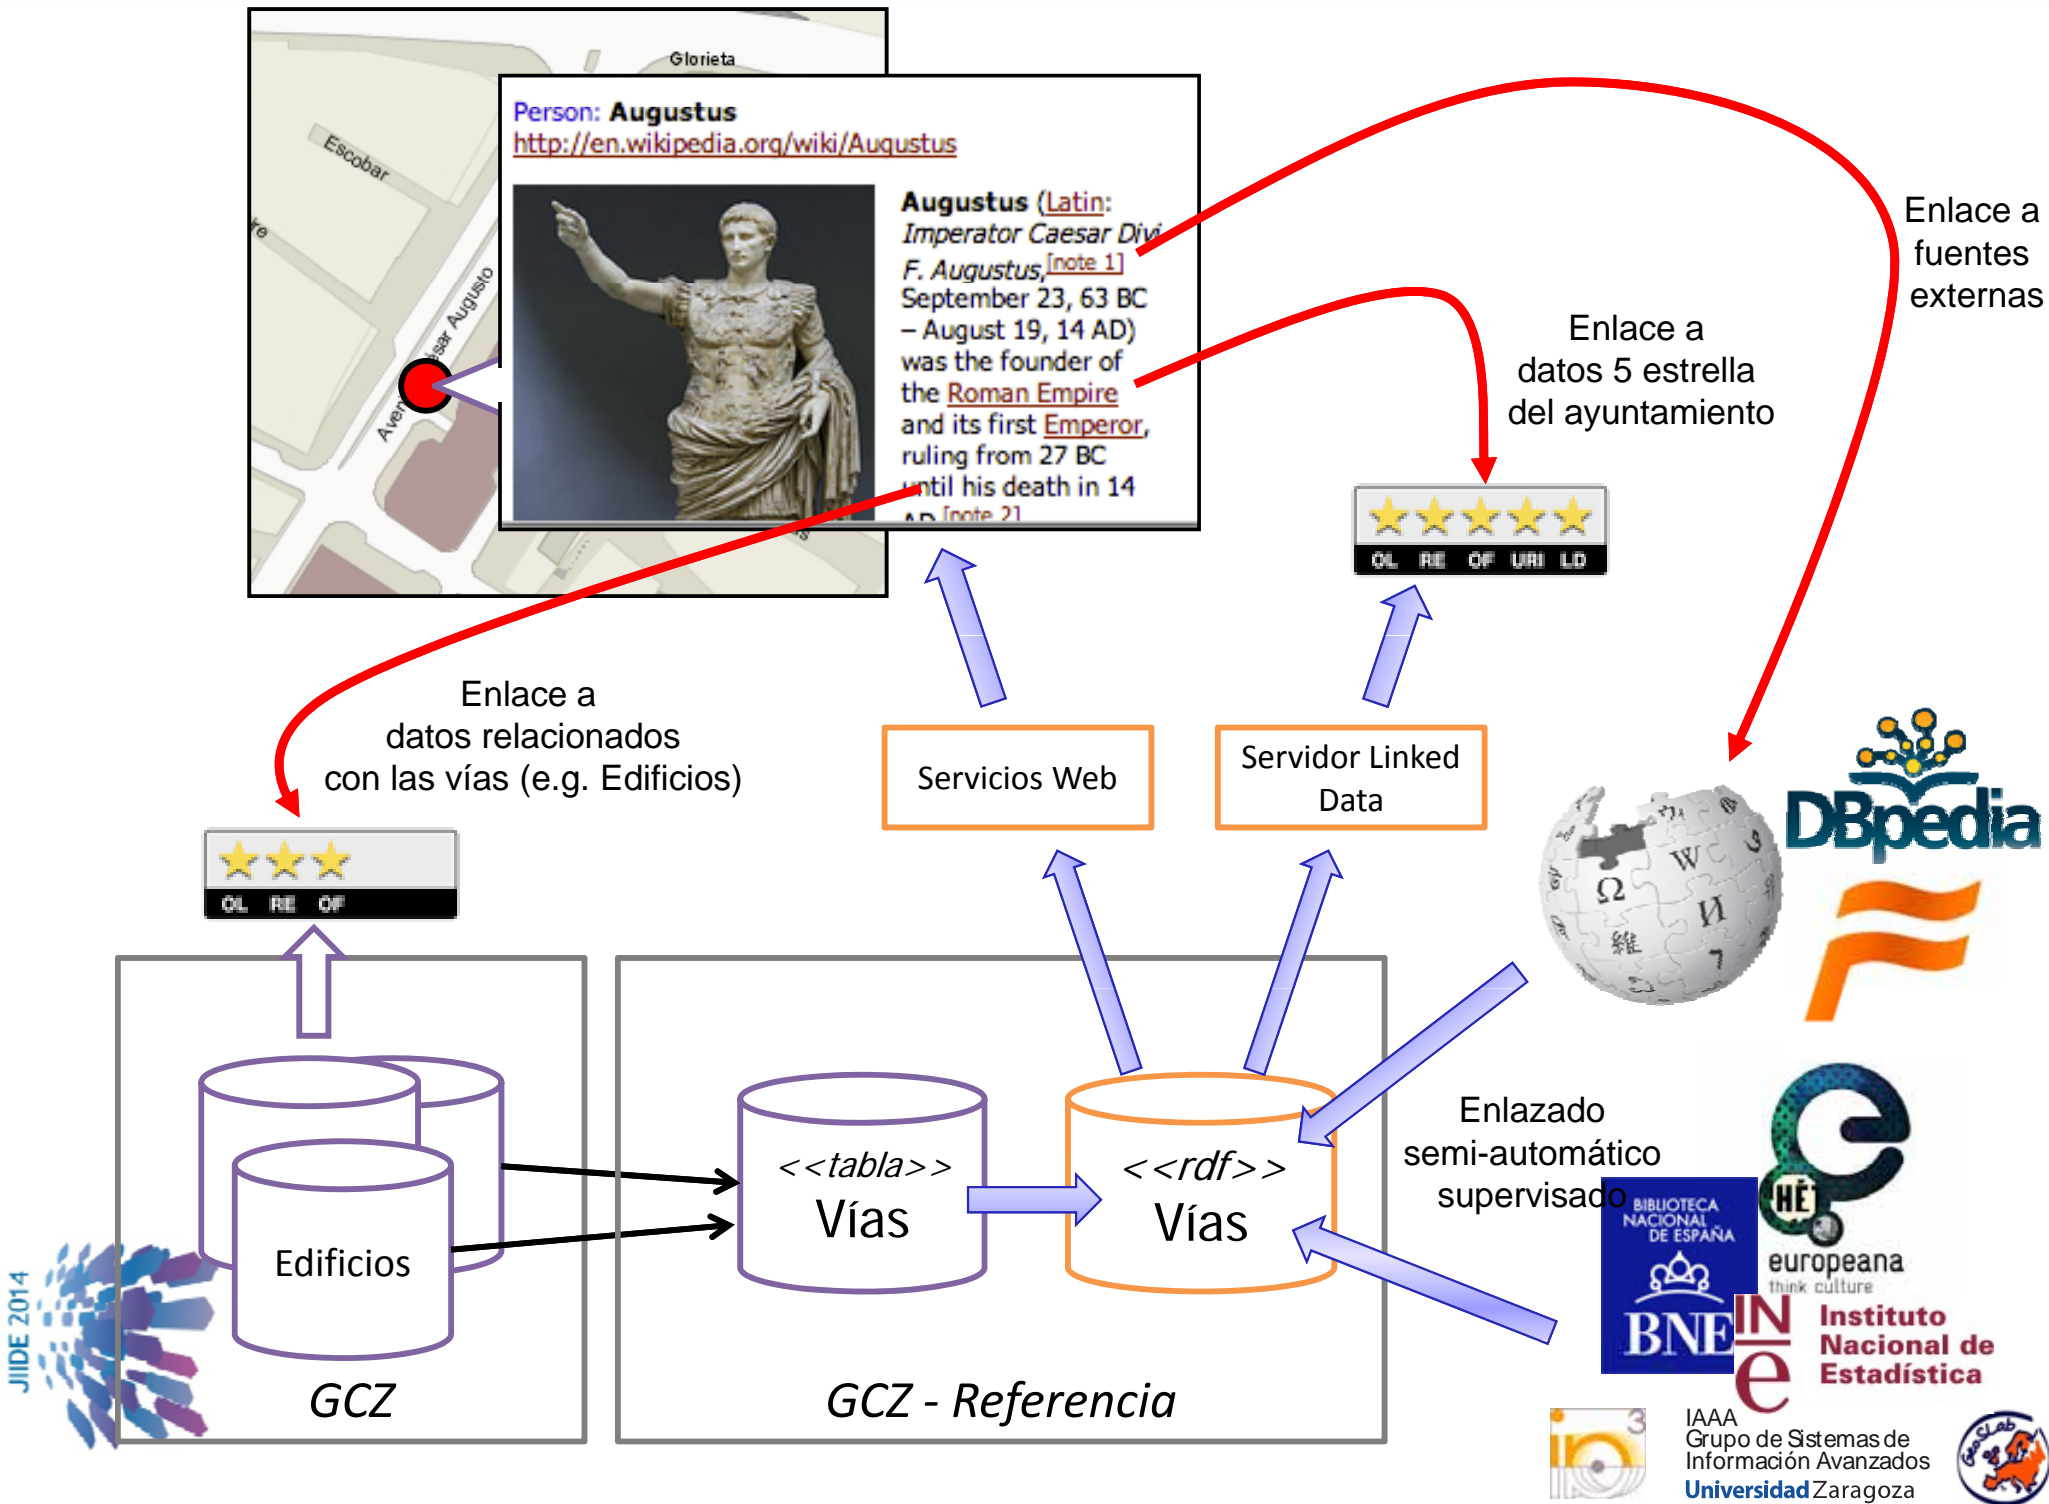 Glorieta
Escobar
Avenida César Augusto
Person: Augustus
http://en.wikipedia.org/wiki/Augustus
Augustus (Latin:
Imperator Caesar Divi
F. Augustus,[note 1]
September 23, 63 BC
– August 19, 14 AD)
was the founder of
the Roman Empire
and its first Emperor,
ruling from 27 BC
until his death in 14
AD.[note 2]
Enlace a
fuentes
externas
Enlace a
datos 5 estrella
del ayuntamiento
OL RE OF URI LD
Enlace a
datos relacionados
con las vías (e.g. Edificios)
OL RE OF
Servicios Web
Servidor Linked
Data
DBpedia
Ω W И
Edificios
GCZ
<<tabla>>
Vías
<<rdf>>
Vías
GCZ - Referencia
Enlazado
semi-automático
supervisado
BIBLIOTECA
NACIONAL
DE ESPAÑA
BNE
HÉT
europeana
think culture
INe
Instituto
Nacional de
Estadística
JIIDE 2014
in3
IAAA
Grupo de Sistemas de
Información Avanzados
Universidad Zaragoza
GeoSLab